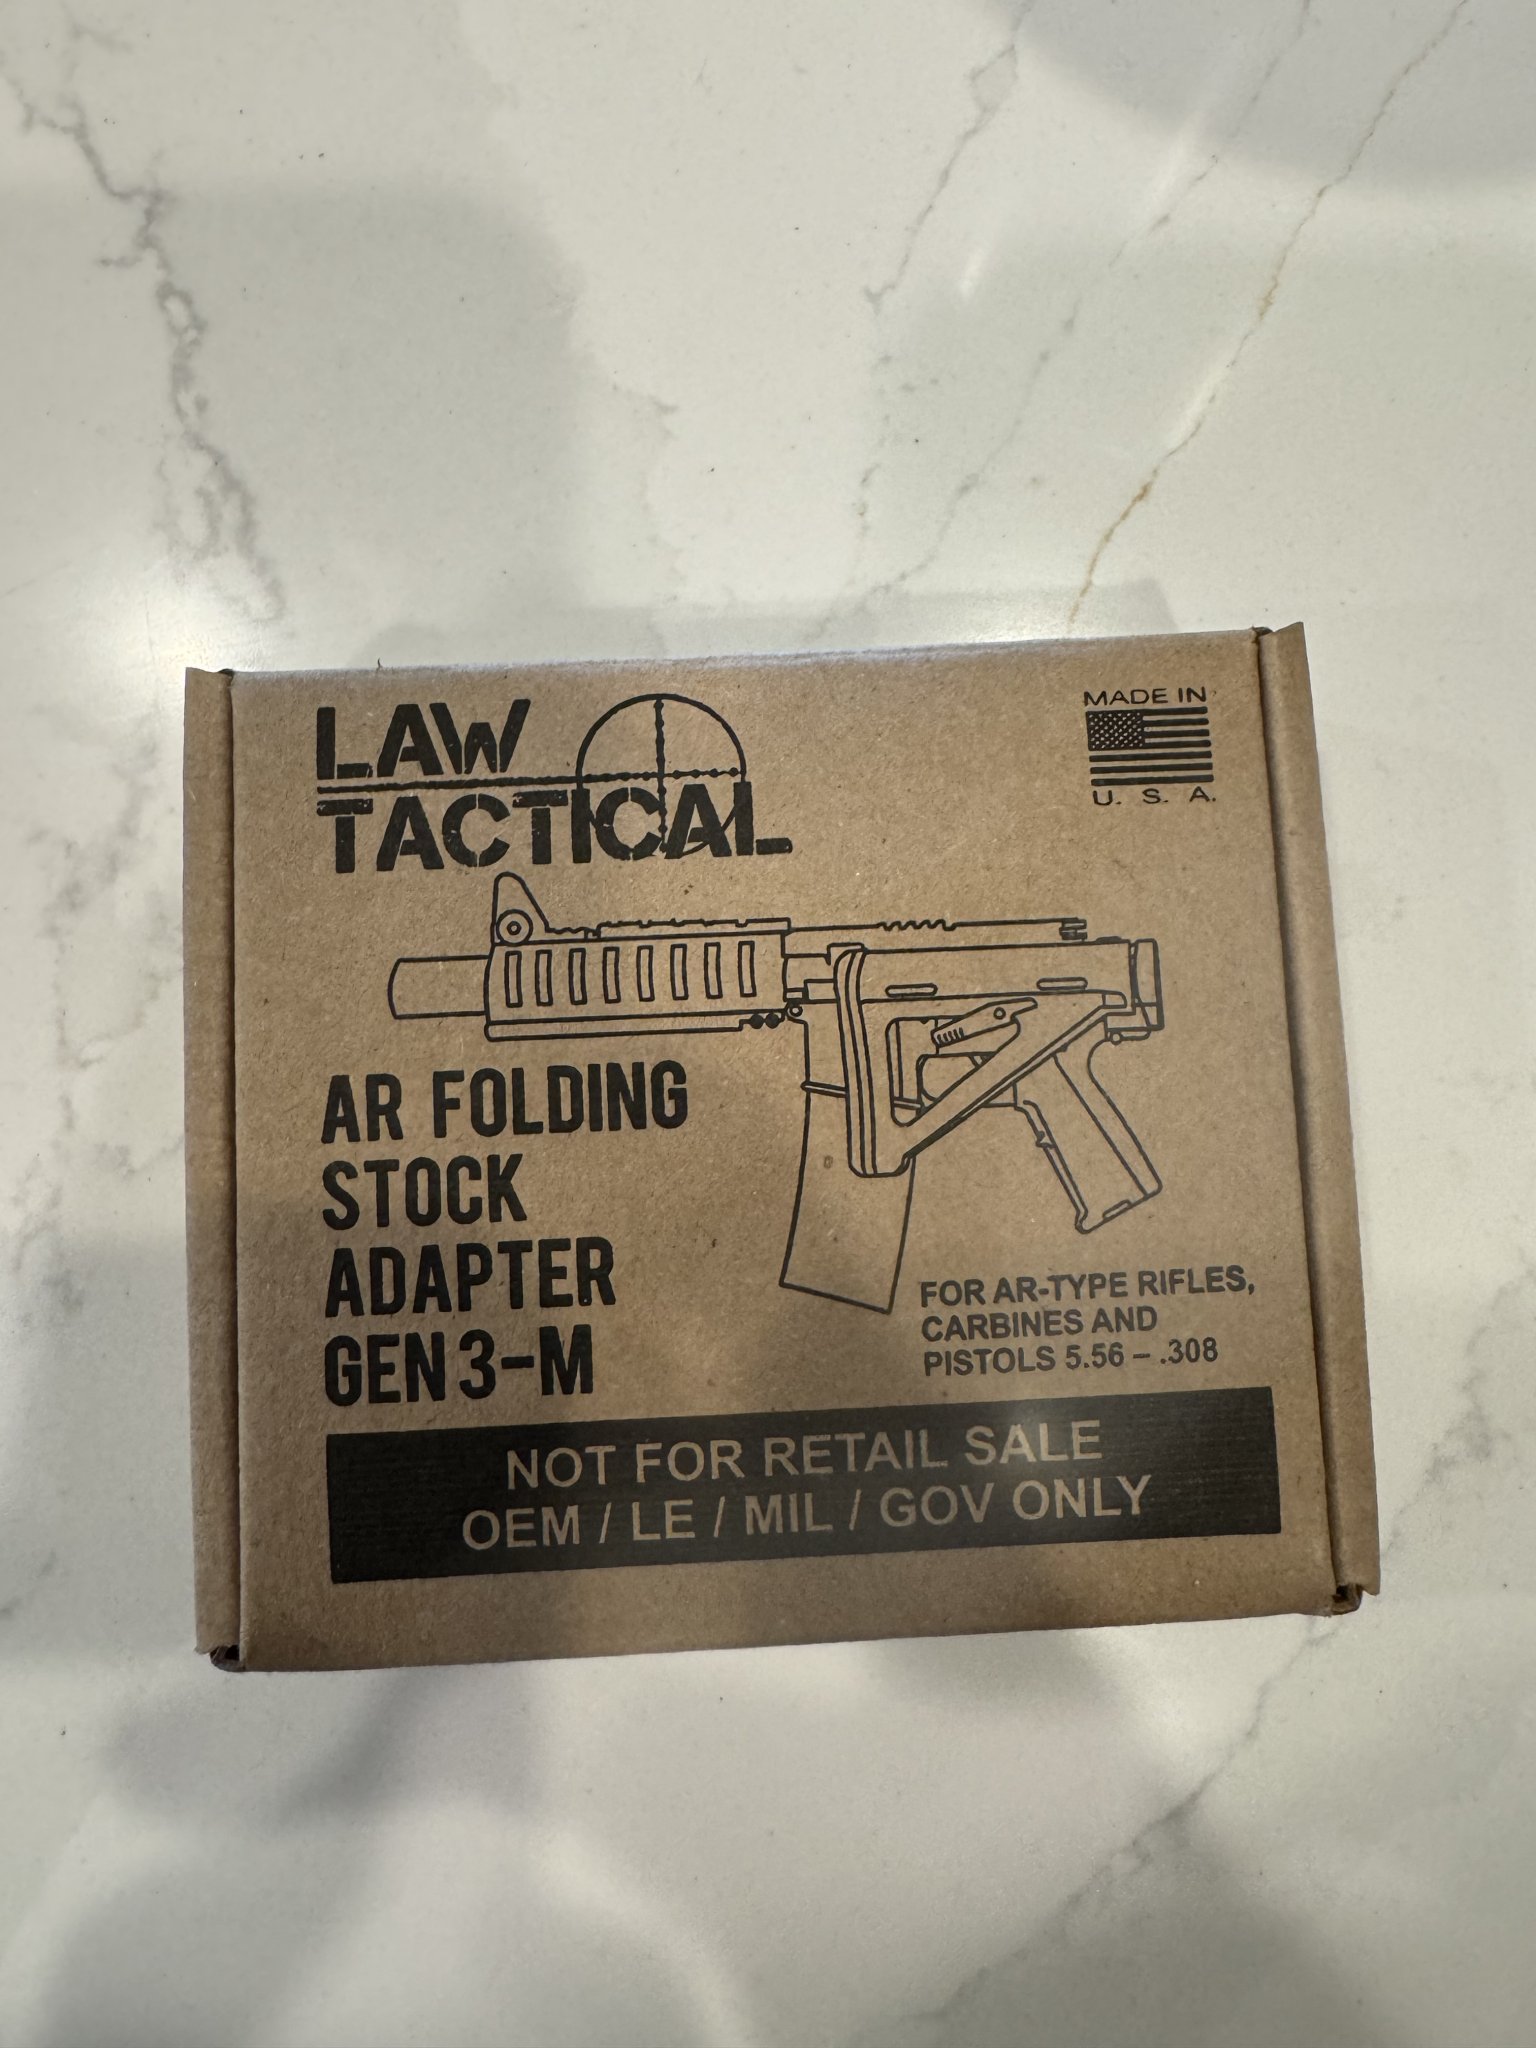 LAW
TACTICAL
MADE IN
U. S. A.
AR FOLDING
STOCK
ADAPTER
GEN 3-M
FOR AR-TYPE RIFLES,
CARBINES AND
PISTOLS 5.56 – .308
NOT FOR RETAIL SALE
OEM / LE / MIL / GOV ONLY